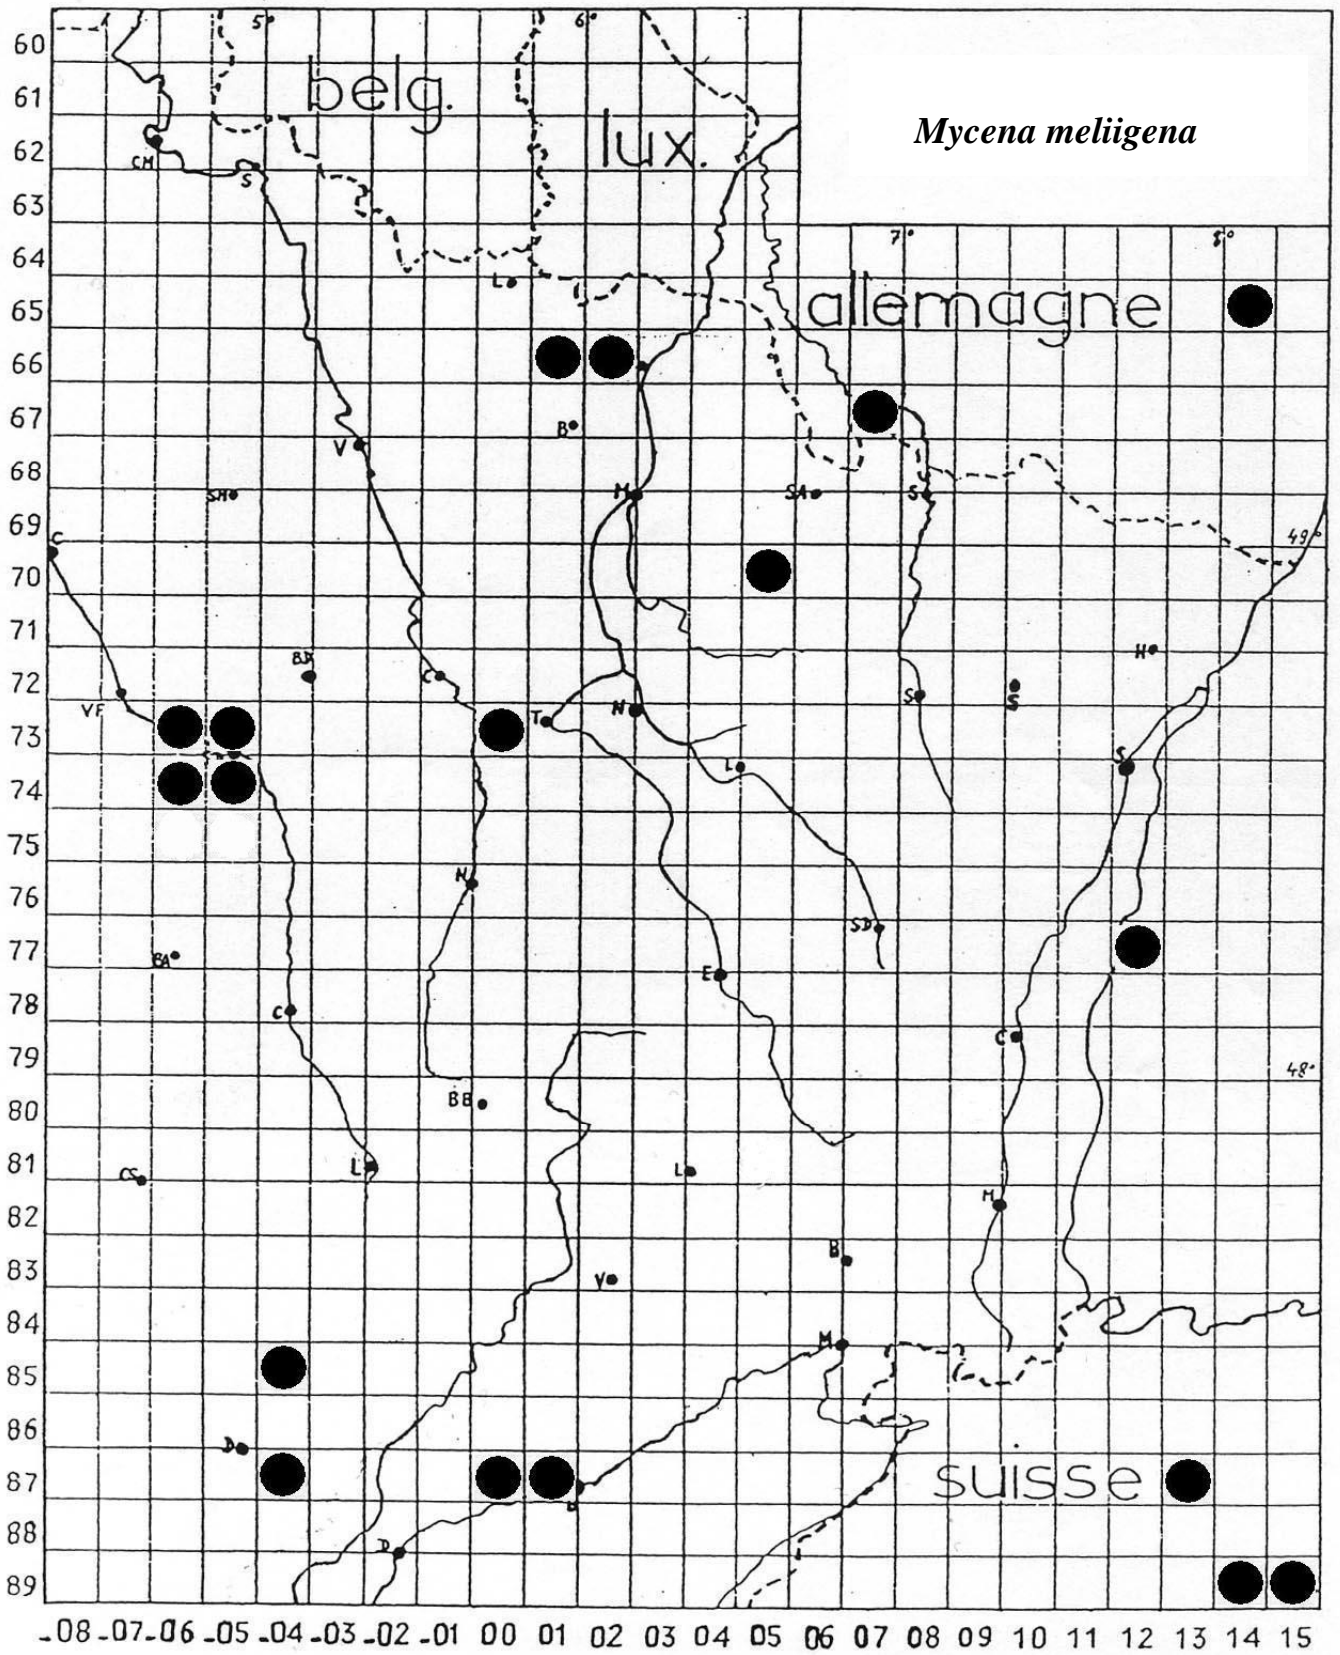 5° 6°
60
belg.
61
Mycena meliigena
lux.
62
CM
S
63
7° 8°
64
L
allemagne
65
66
67
B
V
68
SM M SA S
69
49°
C
70
71
H
BD
72
C S S
VF
N
T
73
S
L
74
75
N
76
SD
BA
77
E
78
C
C
79
48°
80
BB
81
L L
CS
82
M
B
83
V
84
M
85
86
D
87
suisse
B
88
D
89
-08 -07 -06 -05 -04 -03 -02 -01 00 01 02 03 04 05 06 07 08 09 10 11 12 13 14 15